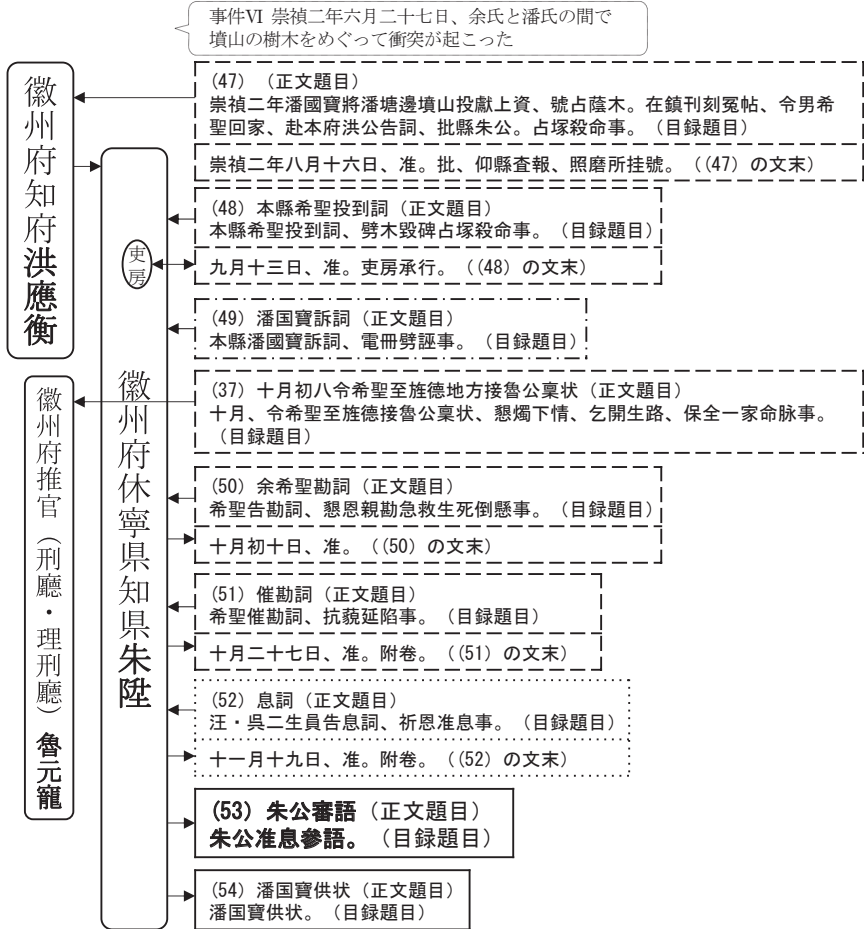 事件Ⅵ 崇禎二年六月二十七日、余氏と潘氏の間で
墳山の樹木をめぐって衝突が起こった
徽州府知府洪應衡
(47) (正文題目)
崇禎二年潘國寶將潘塘邊墳山投獻上資、號占蔭木。在鎮刊刻冤帖、令男希
聖回家、赴本府洪公告詞、批縣朱公。占塚殺命事。(目録題目)
崇禎二年八月十六日、准。批、仰縣査報、照磨所挂號。((47) の文末)
徽州府休寧県知県朱陞
(48) 本縣希聖投到詞 (正文題目)
本縣希聖投到詞、劈木毀碑占塚殺命事。(目録題目)
吏房
九月十三日、准。吏房承行。((48) の文末)
(49) 潘国寶訴詞 (正文題目)
本縣潘國寶訴詞、電冊劈誣事。(目録題目)
徽州府推官(刑廳・理刑廳)魯元寵
(37) 十月初八令希聖至旌德地方接魯公稟状 (正文題目)
十月、令希聖至旌德接魯公稟状、懇燭下情、乞開生路、保全一家命脉事。
(目録題目)
(50) 余希聖勘詞 (正文題目)
希聖告勘詞、懇恩親勘急救生死倒懸事。(目録題目)
十月初十日、准。((50) の文末)
(51) 催勘詞 (正文題目)
希聖催勘詞、抗藐延陷事。(目録題目)
十月二十七日、准。附卷。((51) の文末)
(52) 息詞 (正文題目)
汪・吳二生員告息詞、祈恩准息事。(目録題目)
十一月十九日、准。附卷。((52) の文末)
(53) 朱公審語 (正文題目)
朱公准息參語。(目録題目)
(54) 潘国寶供状 (正文題目)
潘国寶供状。(目録題目)